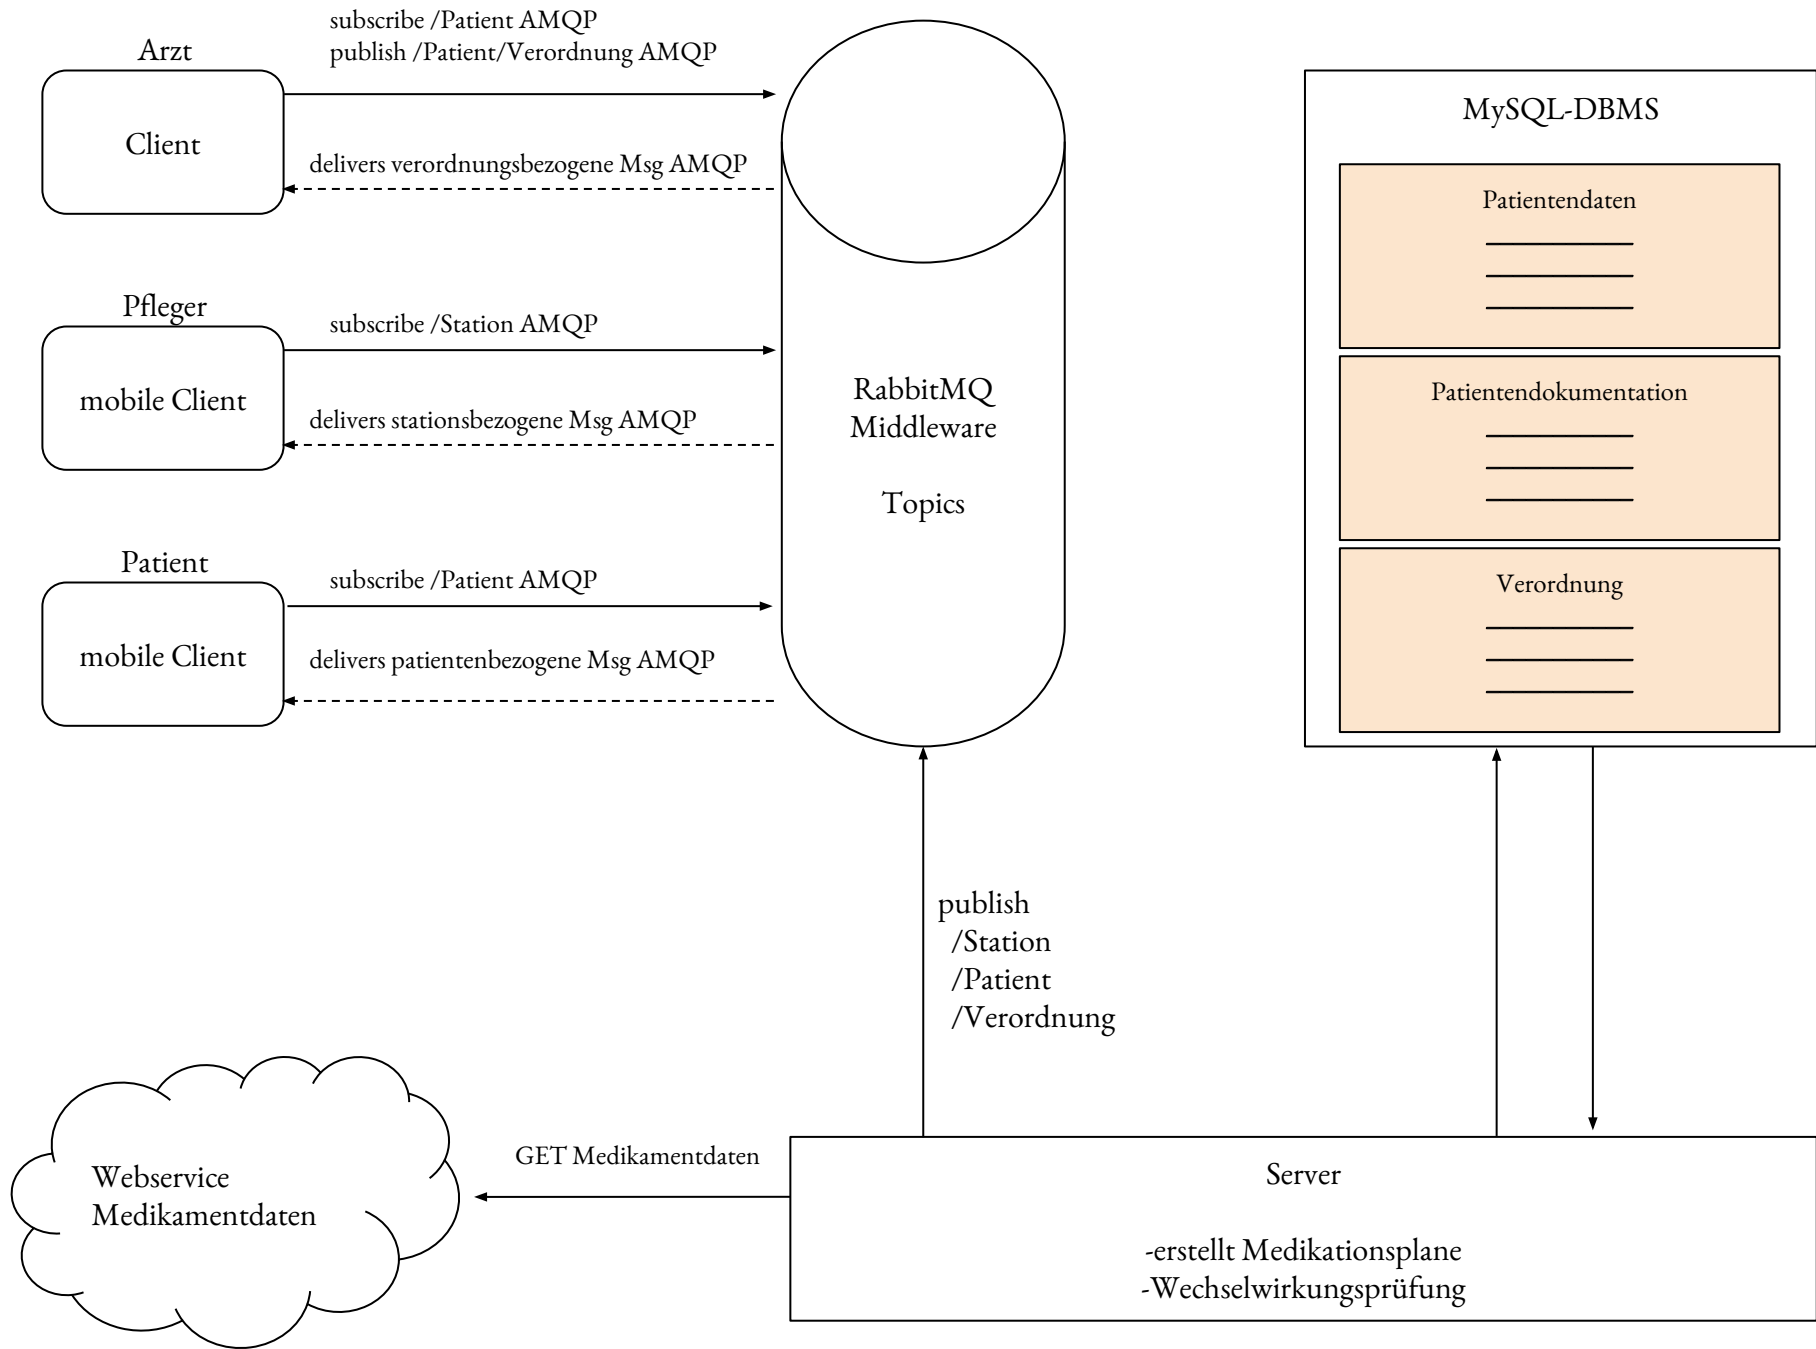 subscribe /Patient AMQP
publish /Patient/Verordnung AMQP
Arzt
Client
delivers verordnungsbezogene Msg AMQP
Pfleger
subscribe /Station AMQP
mobile Client
delivers stationsbezogene Msg AMQP
Patient
subscribe /Patient AMQP
mobile Client
delivers patientenbezogene Msg AMQP
RabbitMQ
Middleware
Topics
MySQL-DBMS
Patientendaten
Patientendokumentation
Verordnung
publish
/Station
/Patient
/Verordnung
GET Medikamentdaten
Webservice
Medikamentdaten
Server
-erstellt Medikationsplane
-Wechselwirkungsprüfung